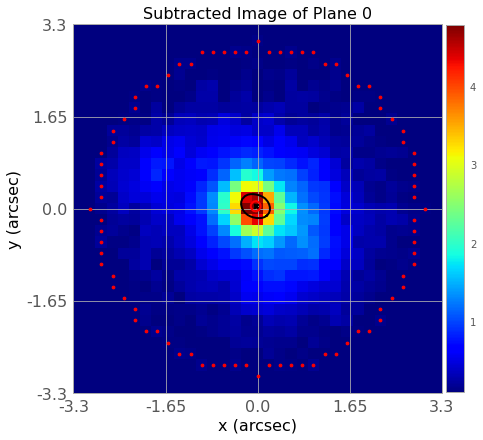 Subtracted Image of Plane 0
3.3
1.65
0.0
-1.65
-3.3
y (arcsec)
-3.3 -1.65 0.0 1.65 3.3
x (arcsec)
4
3
2
1